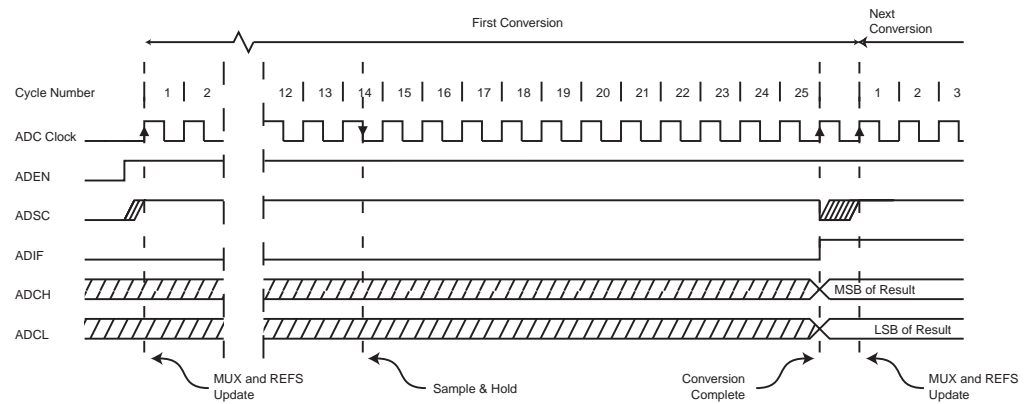 First Conversion
Next
Conversion
Cycle Number 1 2 12 13 14 15 16 17 18 19 20 21 22 23 24 25 1 2 3
ADC Clock
ADEN
ADSC
ADIF
ADCH MSB of Result
ADCL LSB of Result
MUX and REFS
Update
Sample & Hold
Conversion
Complete
MUX and REFS
Update